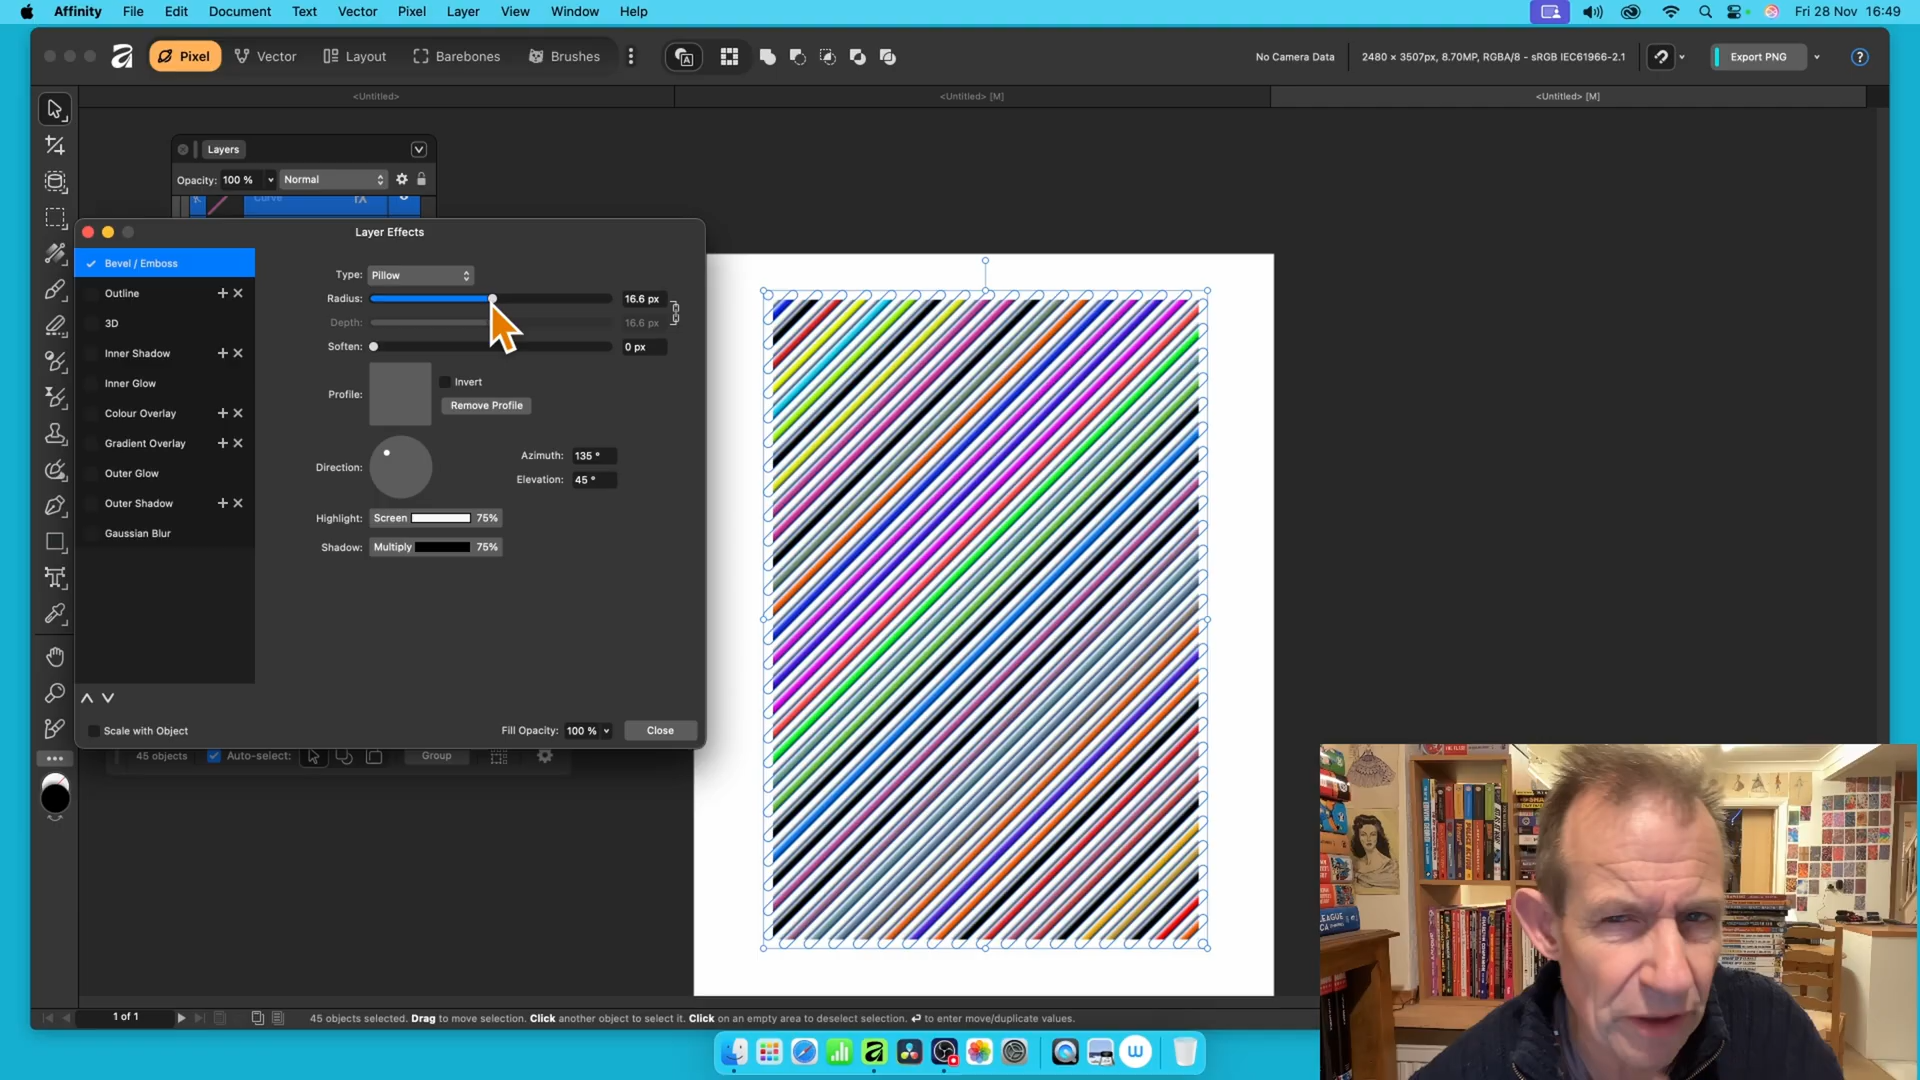 Affinity File Edit Document Text Vector Pixel Layer View Window Help Fri 28 Nov 16:49
Pixel Vector Layout Barebones Brushes No Camera Data 2480 × 3507px, 8.70MP, RGBA/8 - sRGB IEC61966-2.1 Export PNG ?
<Untitled> <Untitled> [M] <Untitled> [M]
Layers
Opacity: 100 % Normal
Curve
Layer Effects
Bevel / Emboss
Outline
3D
Inner Shadow
Inner Glow
Colour Overlay
Gradient Overlay
Outer Glow
Outer Shadow
Gaussian Blur
Type: Pillow
Radius: 16.6 px
Depth: 16.6 px
Soften: 0 px
Profile: Invert
Remove Profile
Direction: Azimuth: 135 °
Elevation: 45 °
Highlight: Screen 75%
Shadow: Multiply 75%
Scale with Object Fill Opacity: 100 % Close
45 objects Auto-select: Group
1 of 1 45 objects selected. Drag to move selection. Click another object to select it. Click on an empty area to deselect selection. ↵ to enter move/duplicate values.
LEAGUE